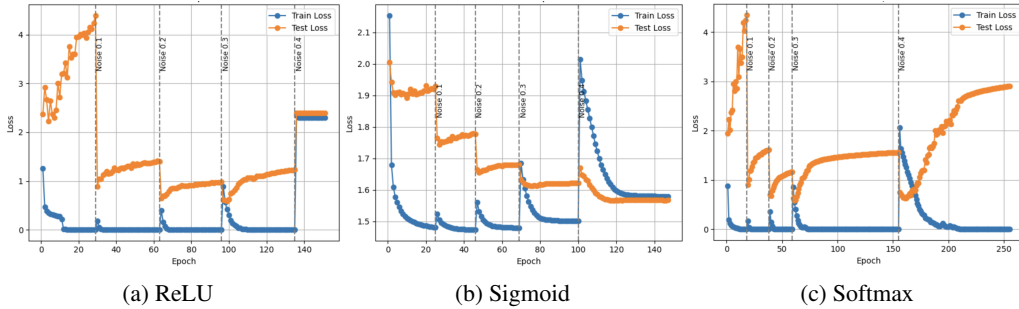 Train Loss
Test Loss
Noise 0.1
Noise 0.2
Noise 0.3
Noise 0.4
Loss
4
3
2
1
0
0 20 40 60 80 100 120 140
Epoch
(a) ReLU
Train Loss
Test Loss
Noise 0.1
Noise 0.2
Noise 0.3
Noise 0.4
Loss
2.1
2.0
1.9
1.8
1.7
1.6
1.5
0 20 40 60 80 100 120 140
Epoch
(b) Sigmoid
Train Loss
Test Loss
Noise 0.1
Noise 0.2
Noise 0.3
Noise 0.4
Loss
4
3
2
1
0
0 50 100 150 200 250
Epoch
(c) Softmax